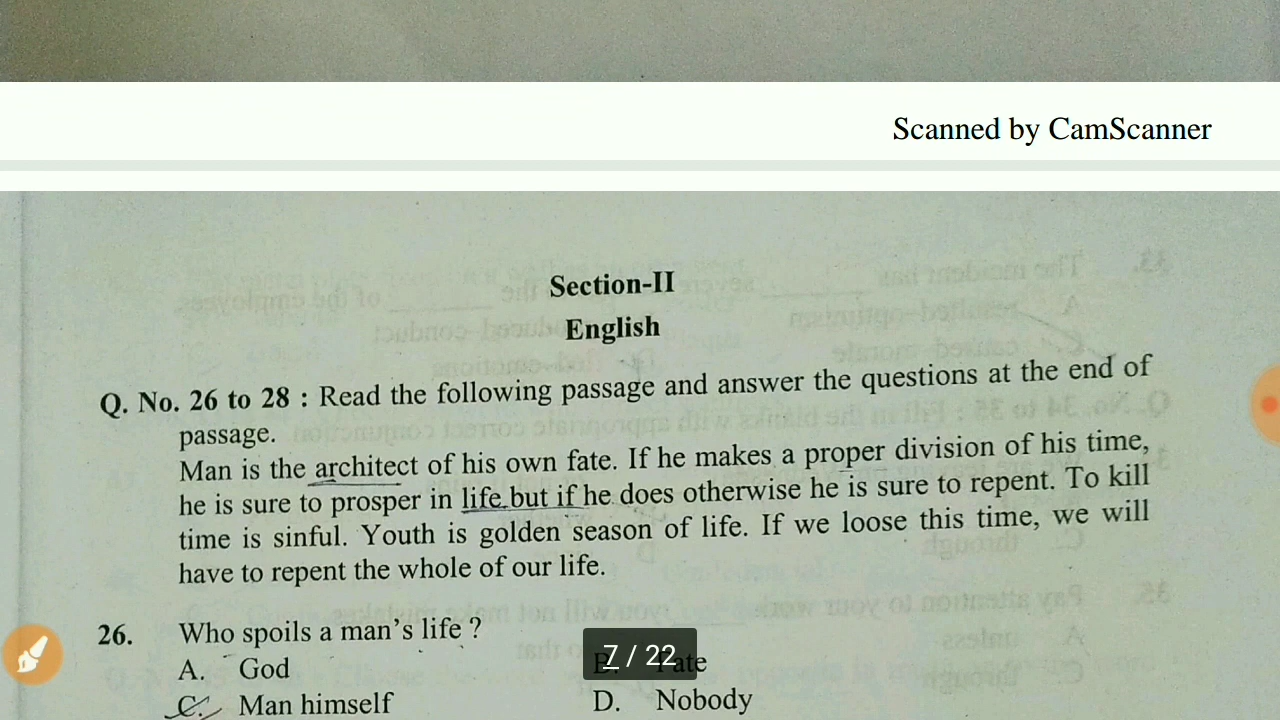 Scanned by CamScanner
Section-II
English
Q. No. 26 to 28 : Read the following passage and answer the questions at the end of
passage.
Man is the architect of his own fate. If he makes a proper division of his time,
he is sure to prosper in life but if he does otherwise he is sure to repent. To kill
time is sinful. Youth is golden season of life. If we loose this time, we will
have to repent the whole of our life.
26. Who spoils a man's life ?
A. God B. Fate
C. Man himself D. Nobody
7 / 22